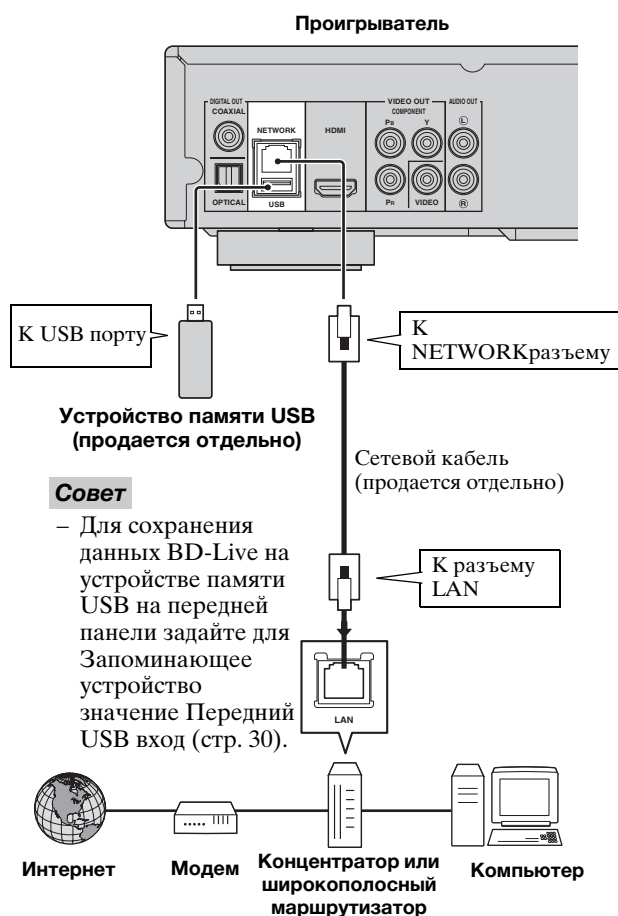 Проигрыватель
DIGITAL OUT
COAXIAL
OPTICAL
NETWORK
USB
HDMI
VIDEO OUT
COMPONENT
PB
Y
PR
VIDEO
AUDIO OUT
L
R
К USB порту
К
NETWORKразъему
Устройство памяти USB
(продается отдельно)
Сетевой кабель
(продается отдельно)
Совет
– Для сохранения
данных BD-Live на
устройстве памяти
USB на передней
панели задайте для
Запоминающее
устройство
значение Передний
USB вход (стр. 30).
К разъему
LAN
LAN
Интернет
Модем
Концентратор или
широкополосный
маршрутизатор
Компьютер